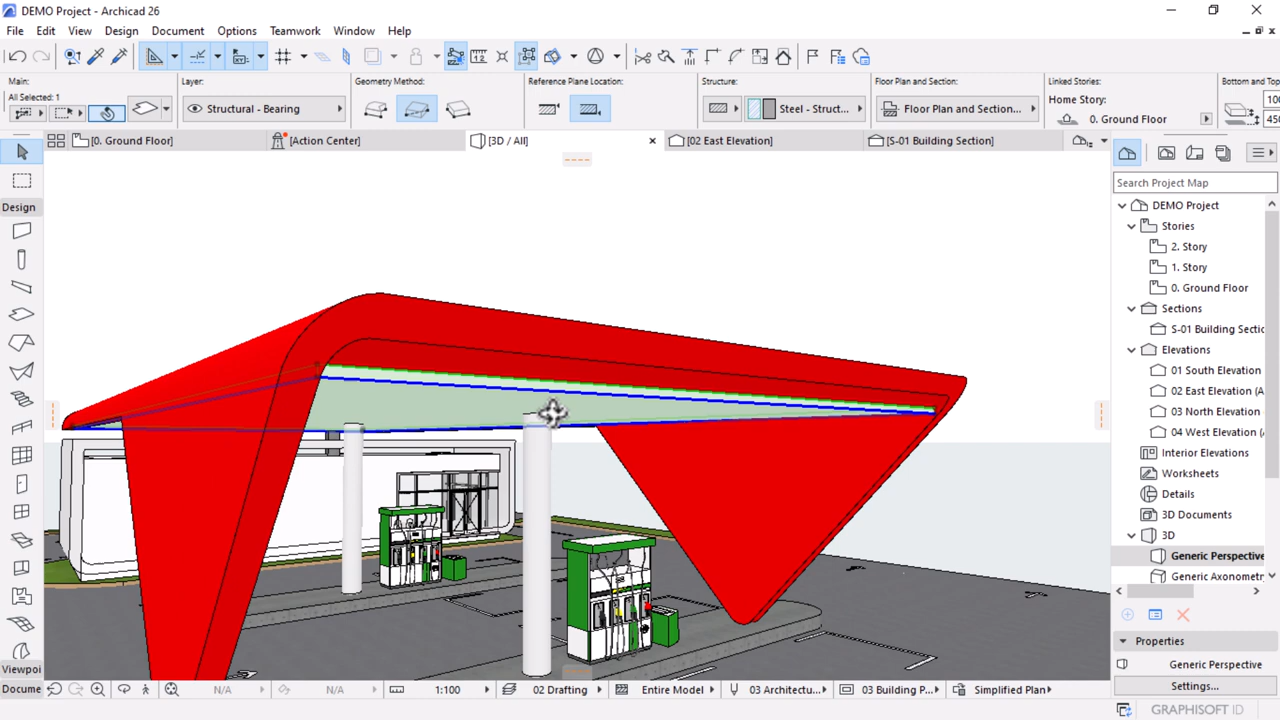 DEMO Project - Archicad 26
File Edit View Design Document Options Teamwork Window Help
Main:
All Selected: 1
Layer:
Structural - Bearing
Geometry Method:
Reference Plane Location:
Structure:
Steel - Struct...
Floor Plan and Section:
Floor Plan and Section...
Linked Stories:
Home Story:
0. Ground Floor
Bottom and Top
[0. Ground Floor]
[Action Center]
[3D / All]
[02 East Elevation]
[S-01 Building Section]
Design
Viewpoi
Docume
Search Project Map
DEMO Project
Stories
2. Story
1. Story
0. Ground Floor
Sections
S-01 Building Sectio
Elevations
01 South Elevation
02 East Elevation (A
03 North Elevation
04 West Elevation (
Interior Elevations
Worksheets
Details
3D Documents
3D
Generic Perspective
Generic Axonomet
Properties
Generic Perspective
Settings...
N/A
N/A
1:100
02 Drafting
Entire Model
03 Architectu...
03 Building P...
Simplified Plan
GRAPHISOFT ID